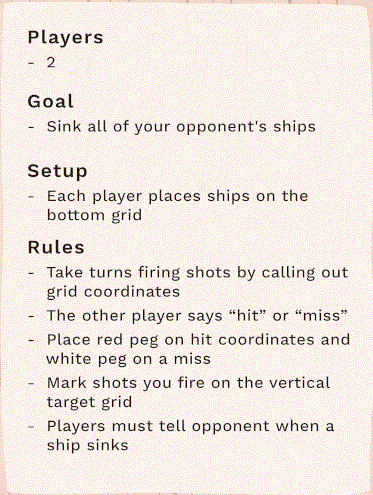 Players
- 2
Goal
- Sink all of your opponent's ships
Setup
- Each player places ships on the
bottom grid
Rules
- Take turns firing shots by calling out
grid coordinates
- The other player says “hit” or “miss”
- Place red peg on hit coordinates and
white peg on a miss
- Mark shots you fire on the vertical
target grid
- Players must tell opponent when a
ship sinks